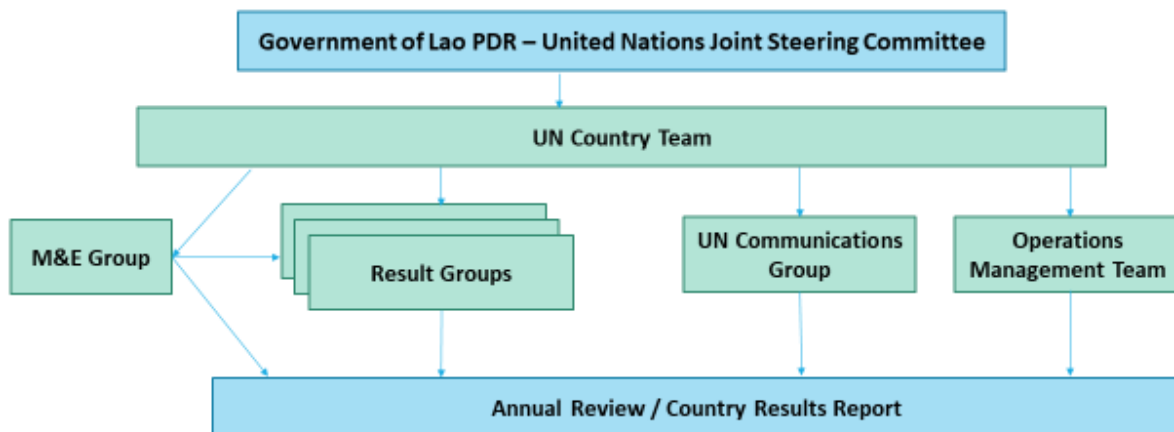 Government of Lao PDR – United Nations Joint Steering Committee
UN Country Team
M&E Group
Result Groups
UN Communications
Group
Operations
Management Team
Annual Review / Country Results Report